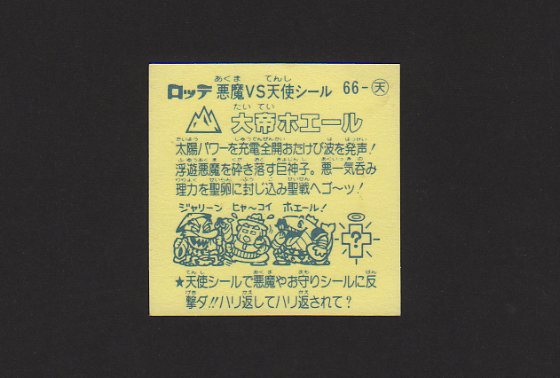 ロッテ 悪魔VS天使シール 66-天
大帝ホエール
太陽パワーを充電全開おたけび波を発声!
浮遊悪魔を砕き落す巨神子。悪一気呑み
理力を聖卵に封じ込み聖戦へゴ〜ッ!
ジャリーン ヒャ〜コイ ホエール!
?
★天使シールで悪魔やお守りシールに反
撃ダ!!ハリ返してハリ返されて?